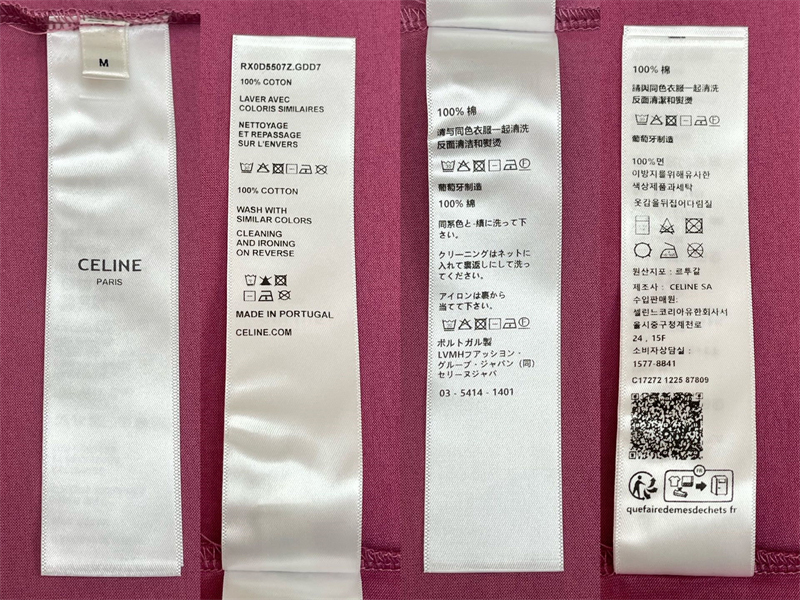 M
CELINE
PARIS
RX0D5507Z.GDD7
100% COTON
LAVER AVEC
COLORIS SIMILAIRES
NETTOYAGE
ET REPASSAGE
SUR L'ENVERS
100% COTTON
WASH WITH
SIMILAR COLORS
CLEANING
AND IRONING
ON REVERSE
MADE IN PORTUGAL
CELINE.COM
100% 棉
请与同色衣服一起清洗
反面清洁和熨烫
葡萄牙制造
100% 綿
同系色と一緒に洗って下
さい。
クリーニングはネットに
入れて裏返しにして洗っ
てください。
アイロンは裏から
当てて下さい。
ポルトガル製
LVMHファッション・
グループ・ジャパン（同）
セリーヌジャパ
03 - 5414 - 1401
100% 棉
請與同色衣服一起清洗
反面清潔和熨燙
葡萄牙製造
100%면
이방지를위해유사한
색상제품과세탁
옷감을뒤집어다림질
원산지포 : 르투갈
제조사 : CELINE SA
수입판매원:
셀린느코리아유한회사서
울시중구청계천로
24 , 15F
소비자상담실 :
1577-8841
C17272 1225 87809
FR
quefairedemesdechets fr